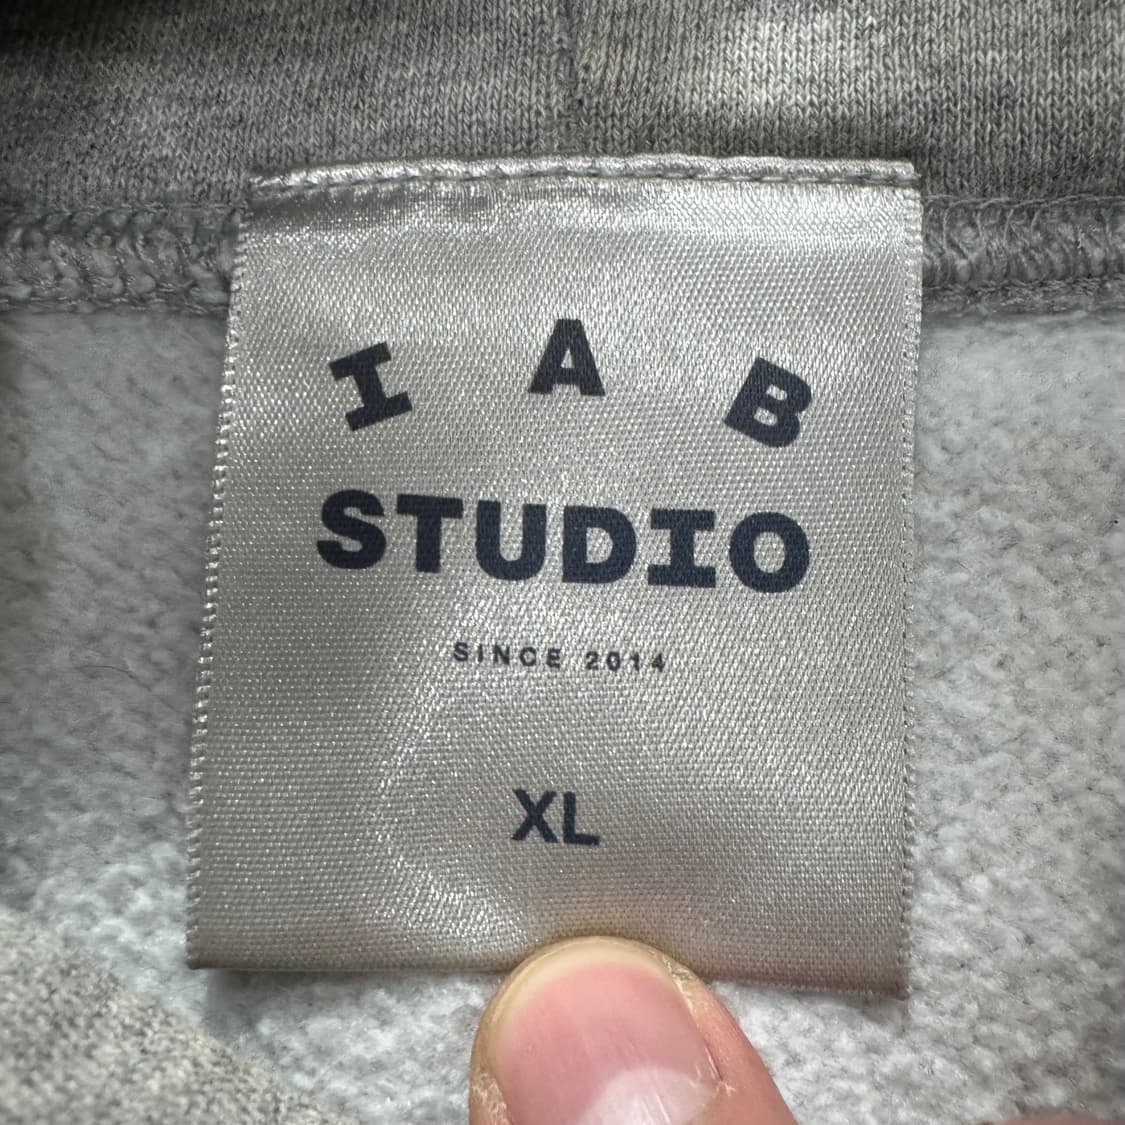 I A B
STUDIO
SINCE 2014
XL